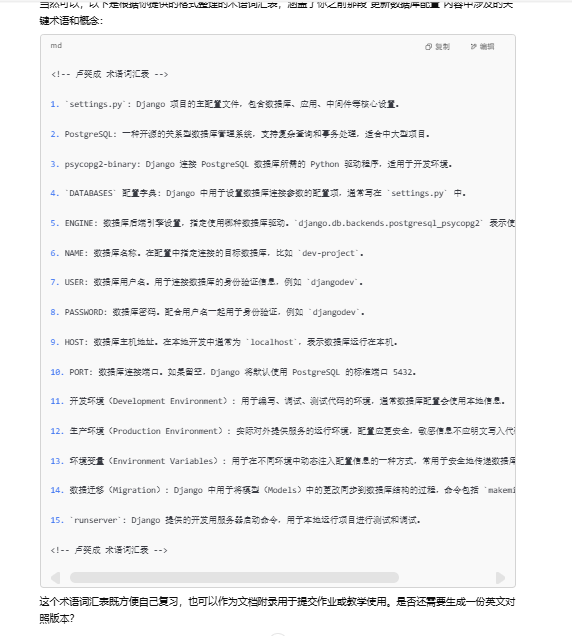 当然可以，以下是根据你提供的格式整理的术语词汇表，涵盖了你之前那段“更新数据库配置”内容中涉及的关
键术语和概念：
md
复制
编辑
<!-- 卢奕成 术语词汇表 -->
1. `settings.py`: Django 项目的主配置文件，包含数据库、应用、中间件等核心设置。
2. PostgreSQL: 一种开源的关系型数据库管理系统，支持复杂查询和事务处理，适合中大型项目。
3. psycopg2-binary: Django 连接 PostgreSQL 数据库所需的 Python 驱动程序，适用于开发环境。
4. `DATABASES` 配置字典: Django 中用于设置数据库连接参数的配置项，通常写在 `settings.py` 中。
5. ENGINE: 数据库后端引擎设置，指定使用哪种数据库驱动。`django.db.backends.postgresql_psycopg2` 表示使
6. NAME: 数据库名称。在配置中指定连接的目标数据库，比如 `dev-project`。
7. USER: 数据库用户名。用于连接数据库的身份验证信息，例如 `djangodev`。
8. PASSWORD: 数据库密码。配合用户名一起用于身份验证，例如 `djangodev`。
9. HOST: 数据库主机地址。在本地开发中通常为 `localhost`，表示数据库运行在本机。
10. PORT: 数据库连接端口。如果留空，Django 将默认使用 PostgreSQL 的标准端口 5432。
11. 开发环境（Development Environment）: 用于编写、调试、测试代码的环境，通常数据库配置会使用本地信息。
12. 生产环境（Production Environment）: 实际对外提供服务的运行环境，配置应更安全，敏感信息不应明文写入代
13. 环境变量（Environment Variables）: 用于在不同环境中动态注入配置信息的一种方式，常用于安全地传递数据库
14. 数据迁移（Migration）: Django 中用于将模型（Models）中的更改同步到数据库结构的过程，命令包括 `makemi
15. `runserver`: Django 提供的开发用服务器启动命令，用于本地运行项目进行测试和调试。
<!-- 卢奕成 术语词汇表 -->
这个术语词汇表既方便自己复习，也可以作为文档附录用于提交作业或教学使用。是否还需要生成一份英文对
照版本？